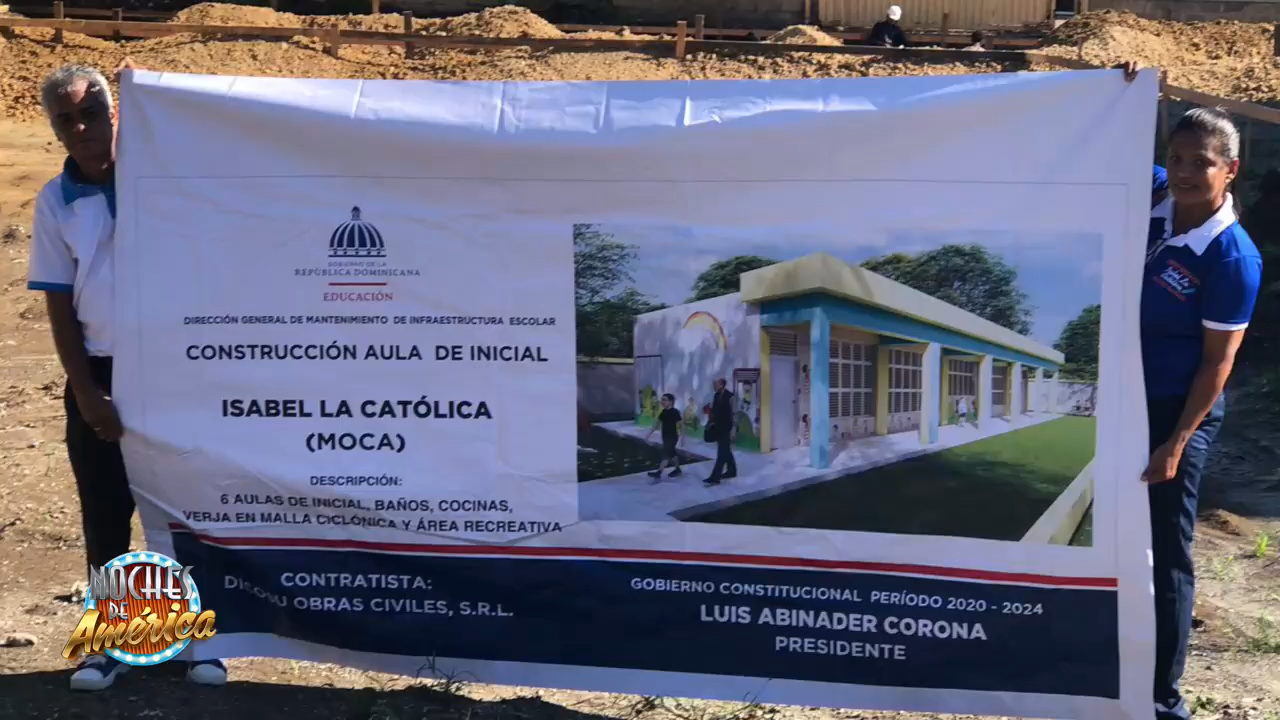 GOBIERNO DE LA
REPÚBLICA DOMINICANA
EDUCACIÓN
DIRECCIÓN GENERAL DE MANTENIMIENTO DE INFRAESTRUCTURA ESCOLAR
CONSTRUCCIÓN AULA DE INICIAL
ISABEL LA CATÓLICA
(MOCA)
DESCRIPCIÓN:
6 AULAS DE INICIAL, BAÑOS, COCINAS,
VERJA EN MALLA CICLÓNICA Y ÁREA RECREATIVA
CONTRATISTA:
OBRAS CIVILES, S.R.L.
GOBIERNO CONSTITUCIONAL PERÍODO 2020 - 2024
LUIS ABINADER CORONA
PRESIDENTE
NOCHES
DE
América